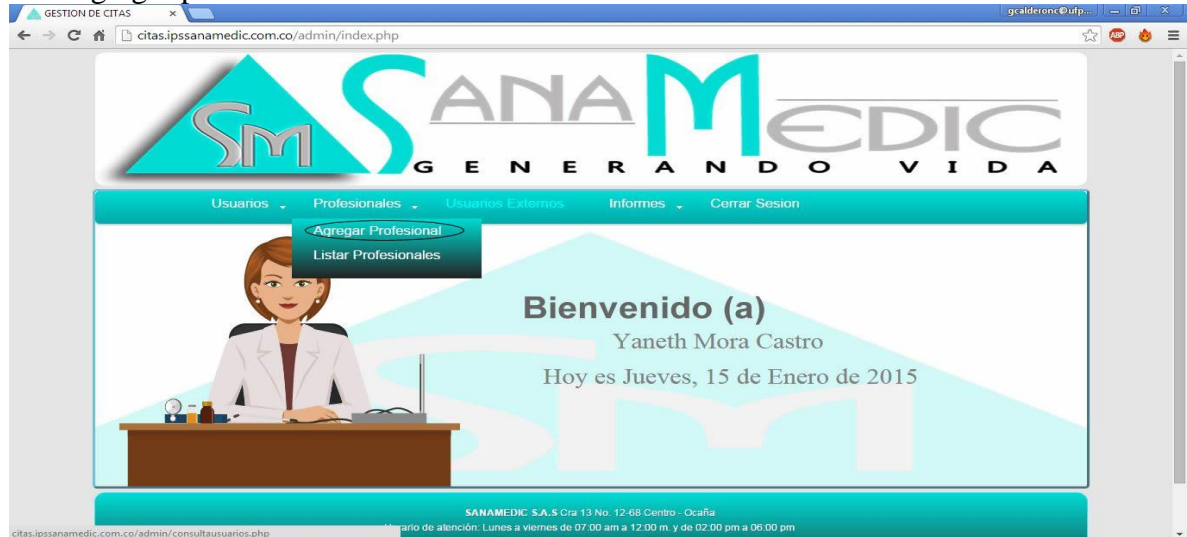 GESTION DE CITAS
gcalderonc@ufp...
citas.ipssanamedic.com.co/admin/index.php
ABP
SM SANAMEDIC
GENERANDO VIDA
Usuarios Profesionales Usuarios Externos Informes Cerrar Sesion
Agregar Profesional
Listar Profesionales
Bienvenido (a)
Yaneth Mora Castro
Hoy es Jueves, 15 de Enero de 2015
SM
SANAMEDIC S.A.S Cra 13 No. 12-68 Centro - Ocaña
de atención: Lunes a viernes de 07:00 am a 12:00 m. y de 02:00 pm a 06:00 pm
citas.ipssanamedic.com.co/admin/consultausuarios.php